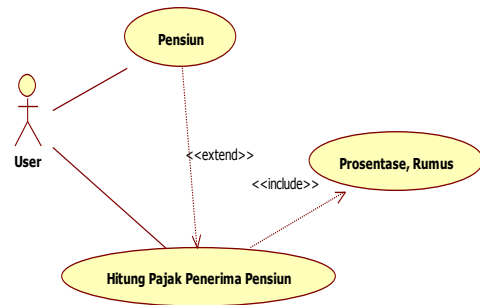 Pensiun
User
<<extend>>
Prosentase, Rumus
<<include>>
Hitung Pajak Penerima Pensiun